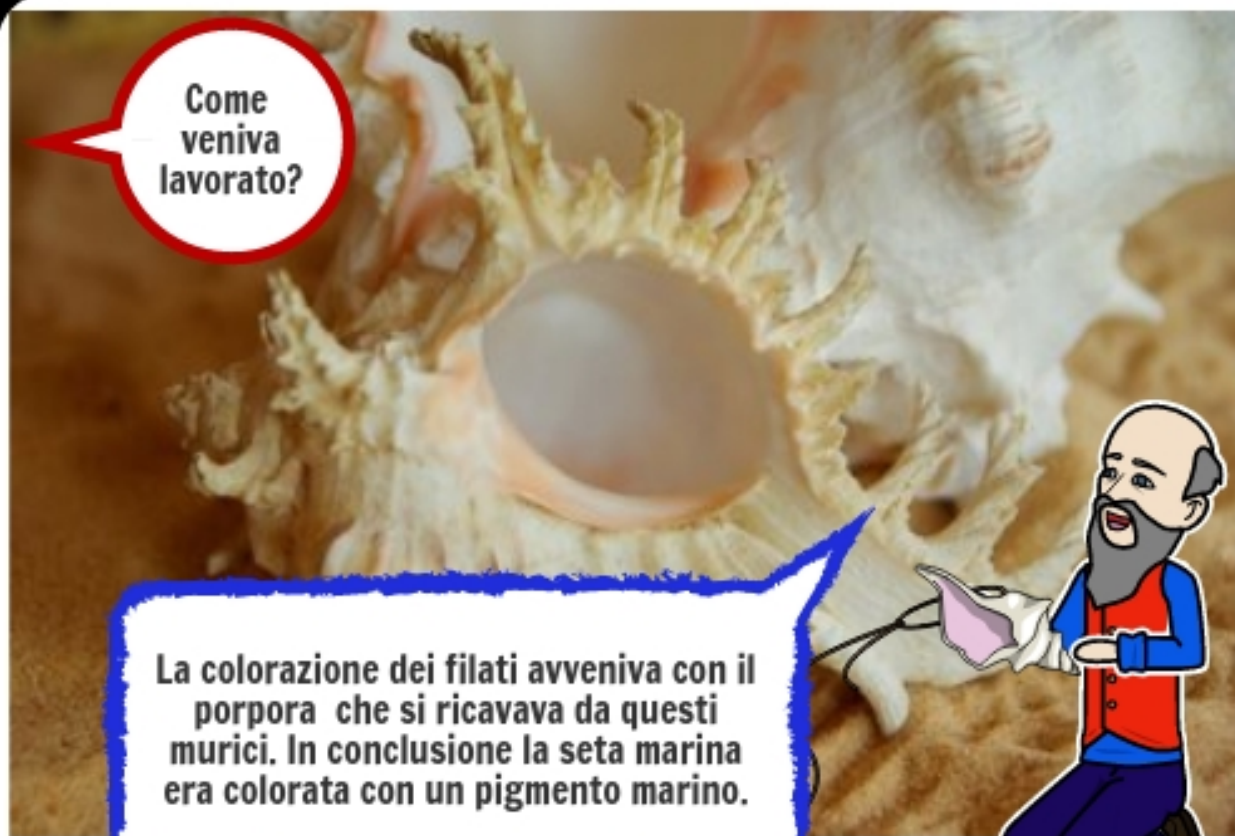 Come
veniva
lavorato?
La colorazione dei filati avveniva con il
porpora che si ricavava da questi
murici. In conclusione la seta marina
era colorata con un pigmento marino.